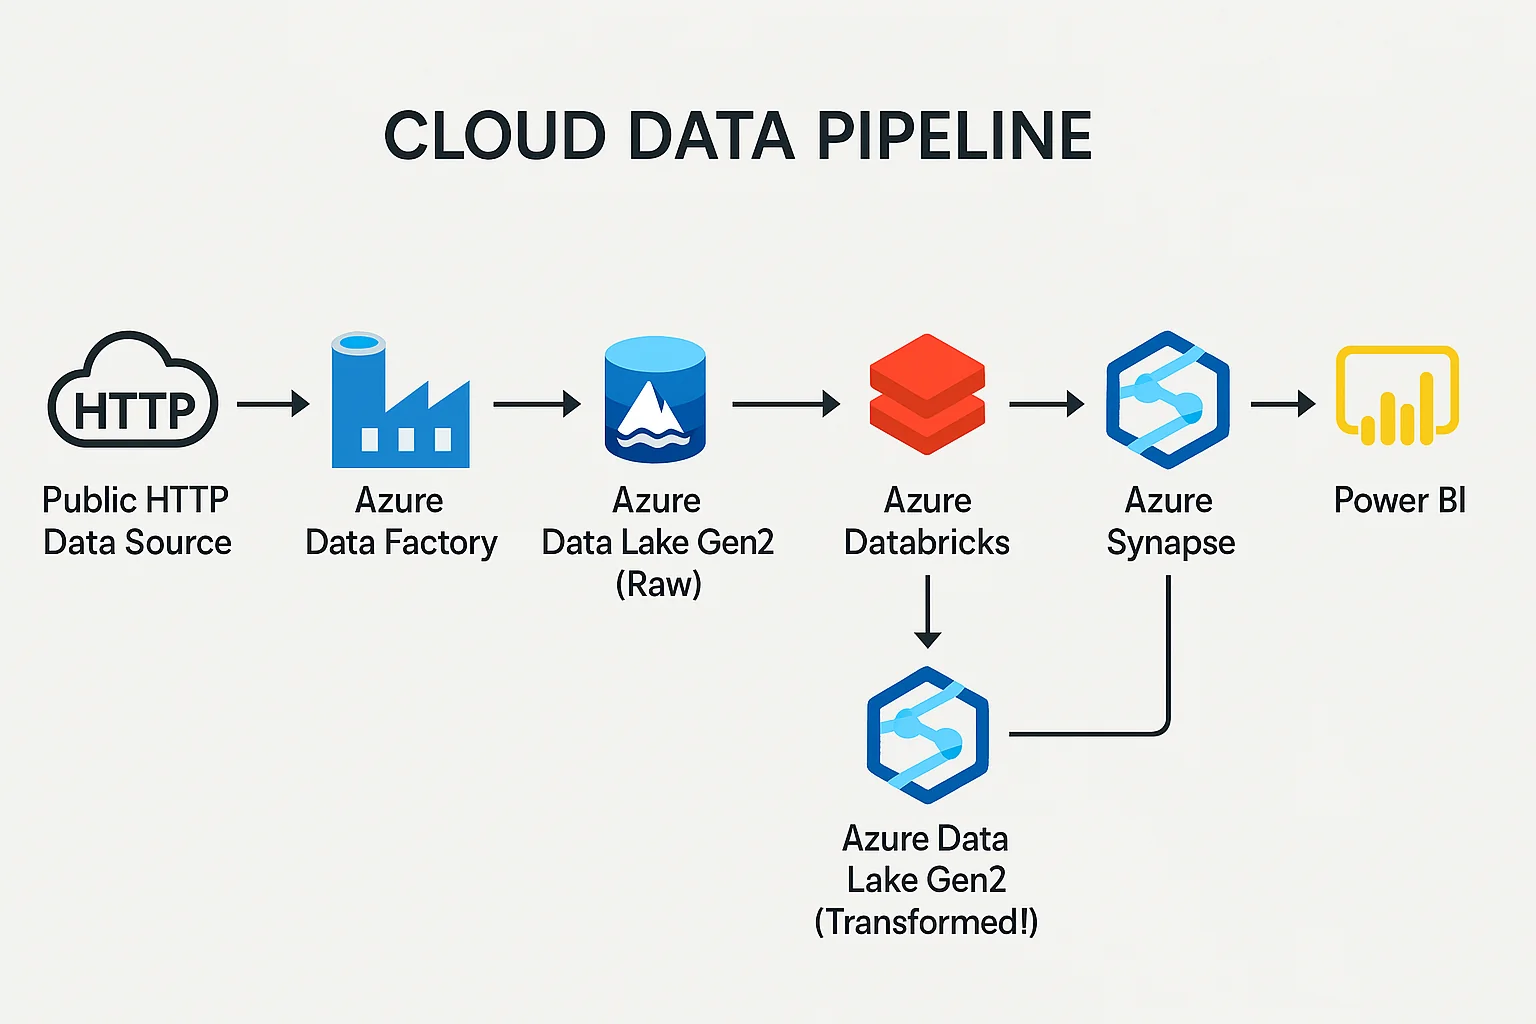 CLOUD DATA PIPELINE
HTTP
Public HTTP
Data Source
Azure
Data Factory
Azure
Data Lake Gen2
(Raw)
Azure
Databricks
Azure
Synapse
Power BI
Azure Data
Lake Gen2
(Transformed!)